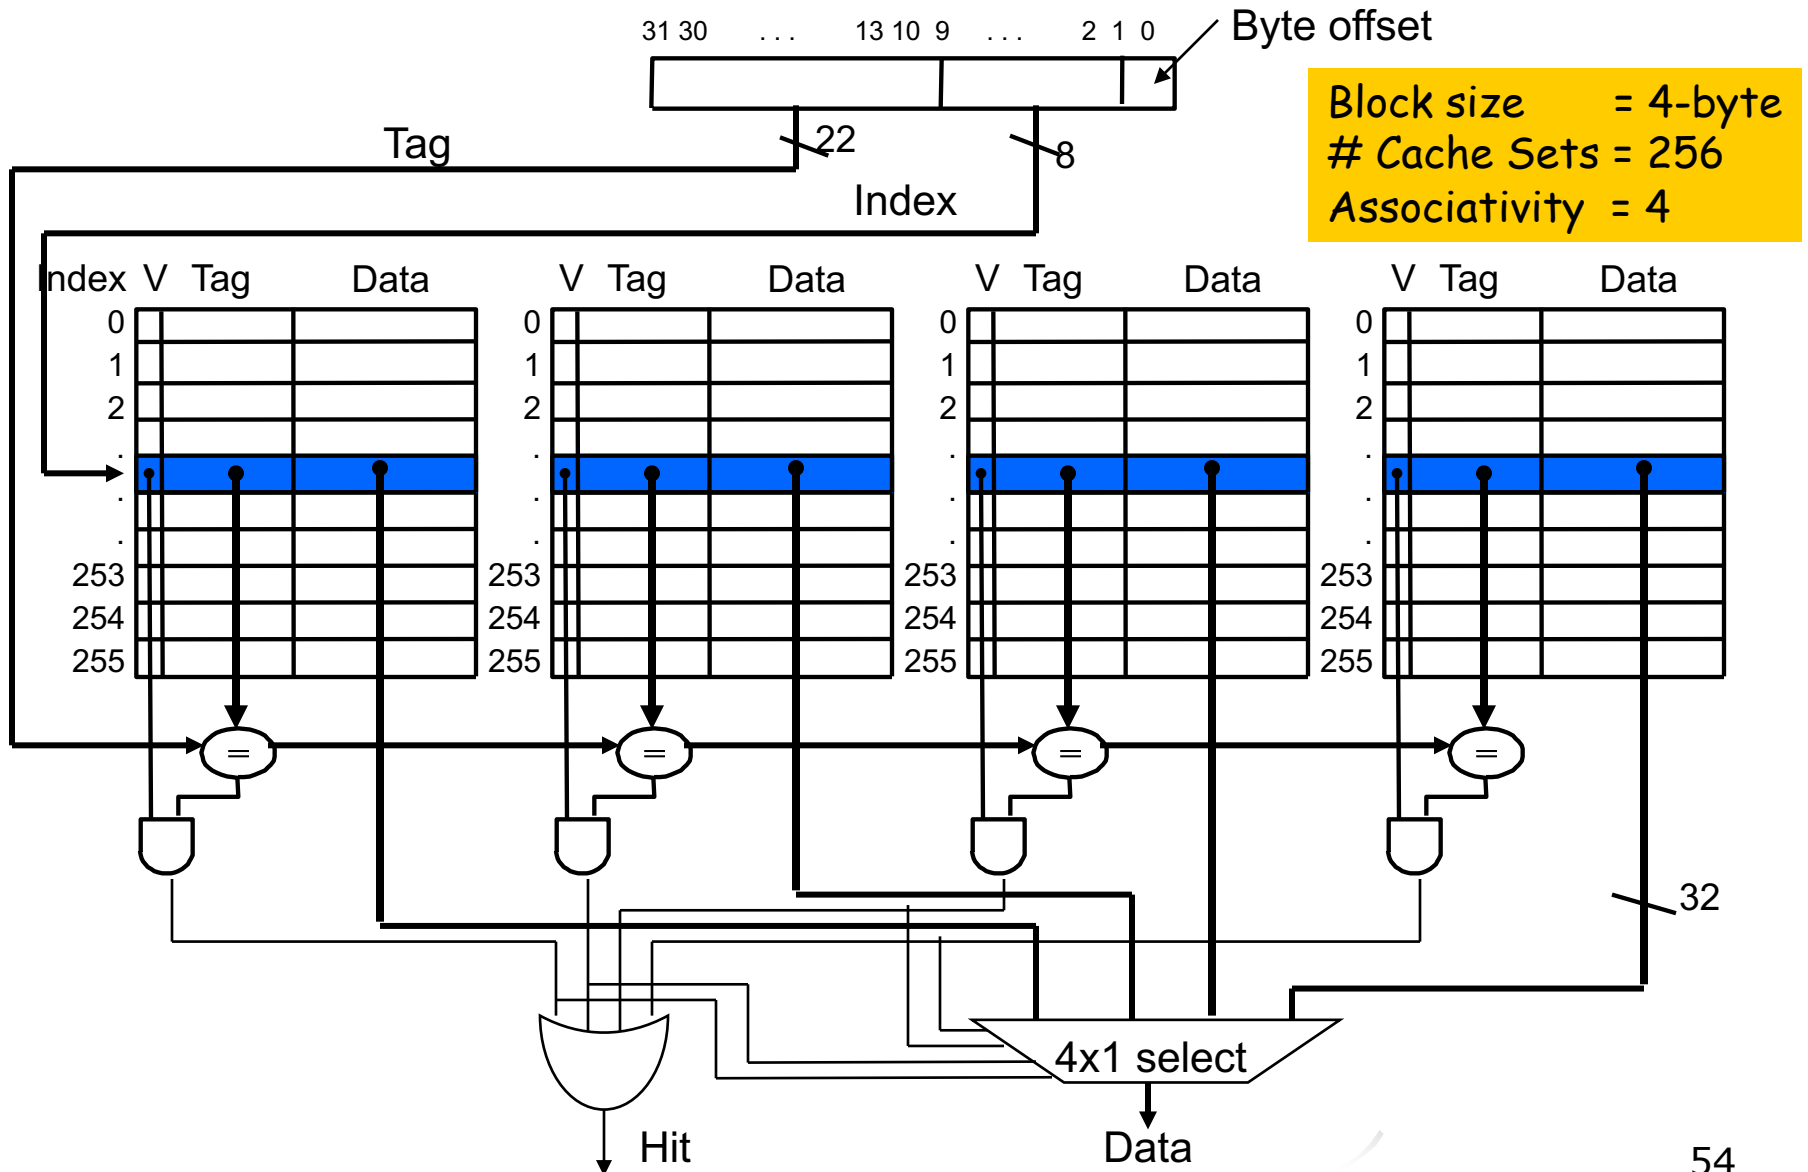 31 30 . . . 13 10 9 . . . 2 1 0
Byte offset
Block size = 4-byte
# Cache Sets = 256
Associativity = 4
22
8
Tag
Index
Index V Tag Data V Tag Data V Tag Data V Tag Data
0 0 0 0
1 1 1 1
2 2 2 2
. . . .
. . . .
. . . .
253 253 253 253
254 254 254 254
255 255 255 255
= = = =
32
4x1 select
Hit
Data
54